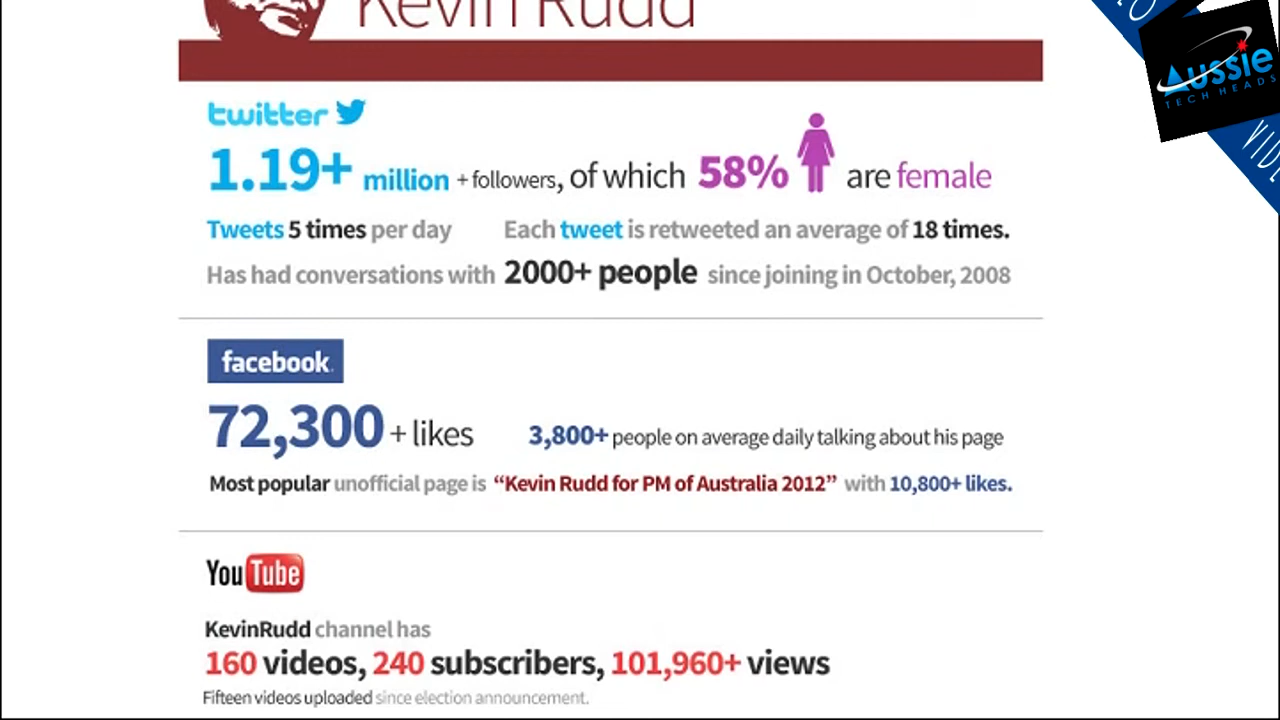 Kevin Rudd
Aussie
TECH HEADS
twitter
1.19+ million + followers, of which 58% are female
Tweets 5 times per day Each tweet is retweeted an average of 18 times.
Has had conversations with 2000+ people since joining in October, 2008
facebook
72,300 + likes 3,800+ people on average daily talking about his page
Most popular unofficial page is “Kevin Rudd for PM of Australia 2012” with 10,800+ likes.
YouTube
KevinRudd channel has
160 videos, 240 subscribers, 101,960+ views
Fifteen videos uploaded since election announcement.